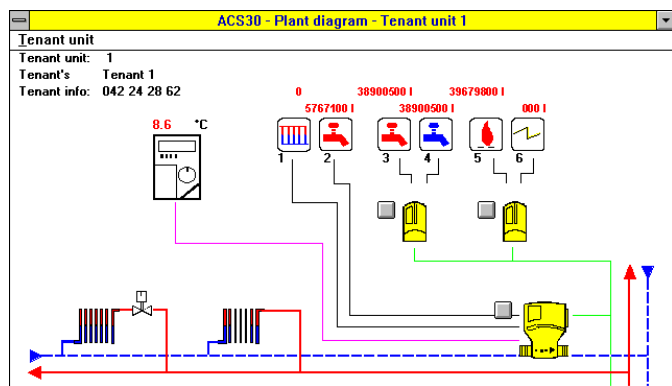 ACS30 - Plant diagram - Tenant unit 1
Tenant unit
Tenant unit: 1
Tenant's Tenant 1
Tenant info: 042 24 28 62
0 38900500 l 39679800 l
5767100 l 38900500 l 000 l
8.6 °C
1 2 3 4 5 6